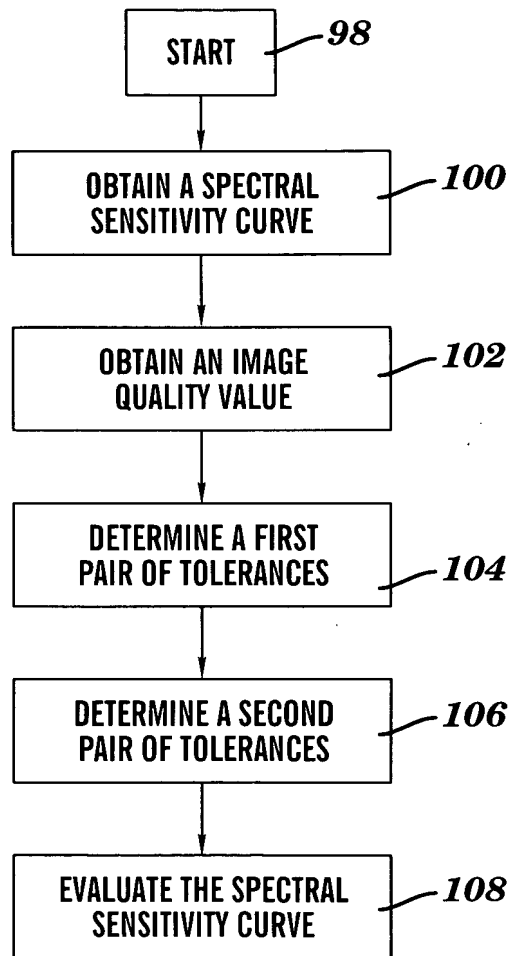 START
98
OBTAIN A SPECTRAL
SENSITIVITY CURVE
100
OBTAIN AN IMAGE
QUALITY VALUE
102
DETERMINE A FIRST
PAIR OF TOLERANCES
104
DETERMINE A SECOND
PAIR OF TOLERANCES
106
EVALUATE THE SPECTRAL
SENSITIVITY CURVE
108